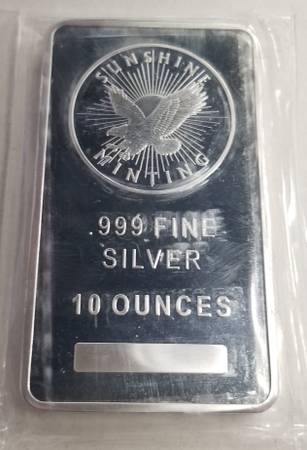 SUNSHINE
MINTING
.999 FINE
SILVER
10 OUNCES